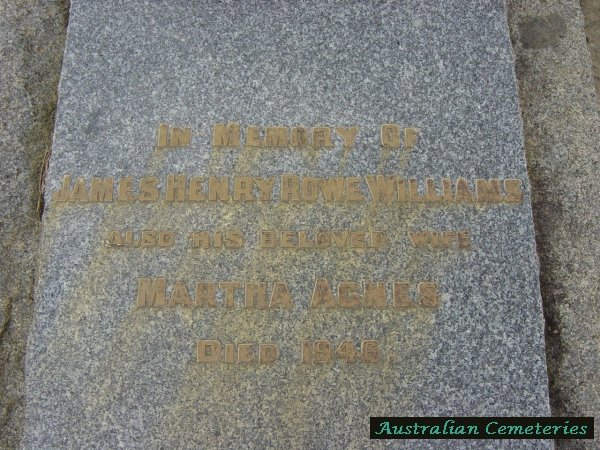 In Memory Of
James Henry Rowe Williams
Also His Beloved Wife
Martha Agnes
Died 1946.
Australian Cemeteries